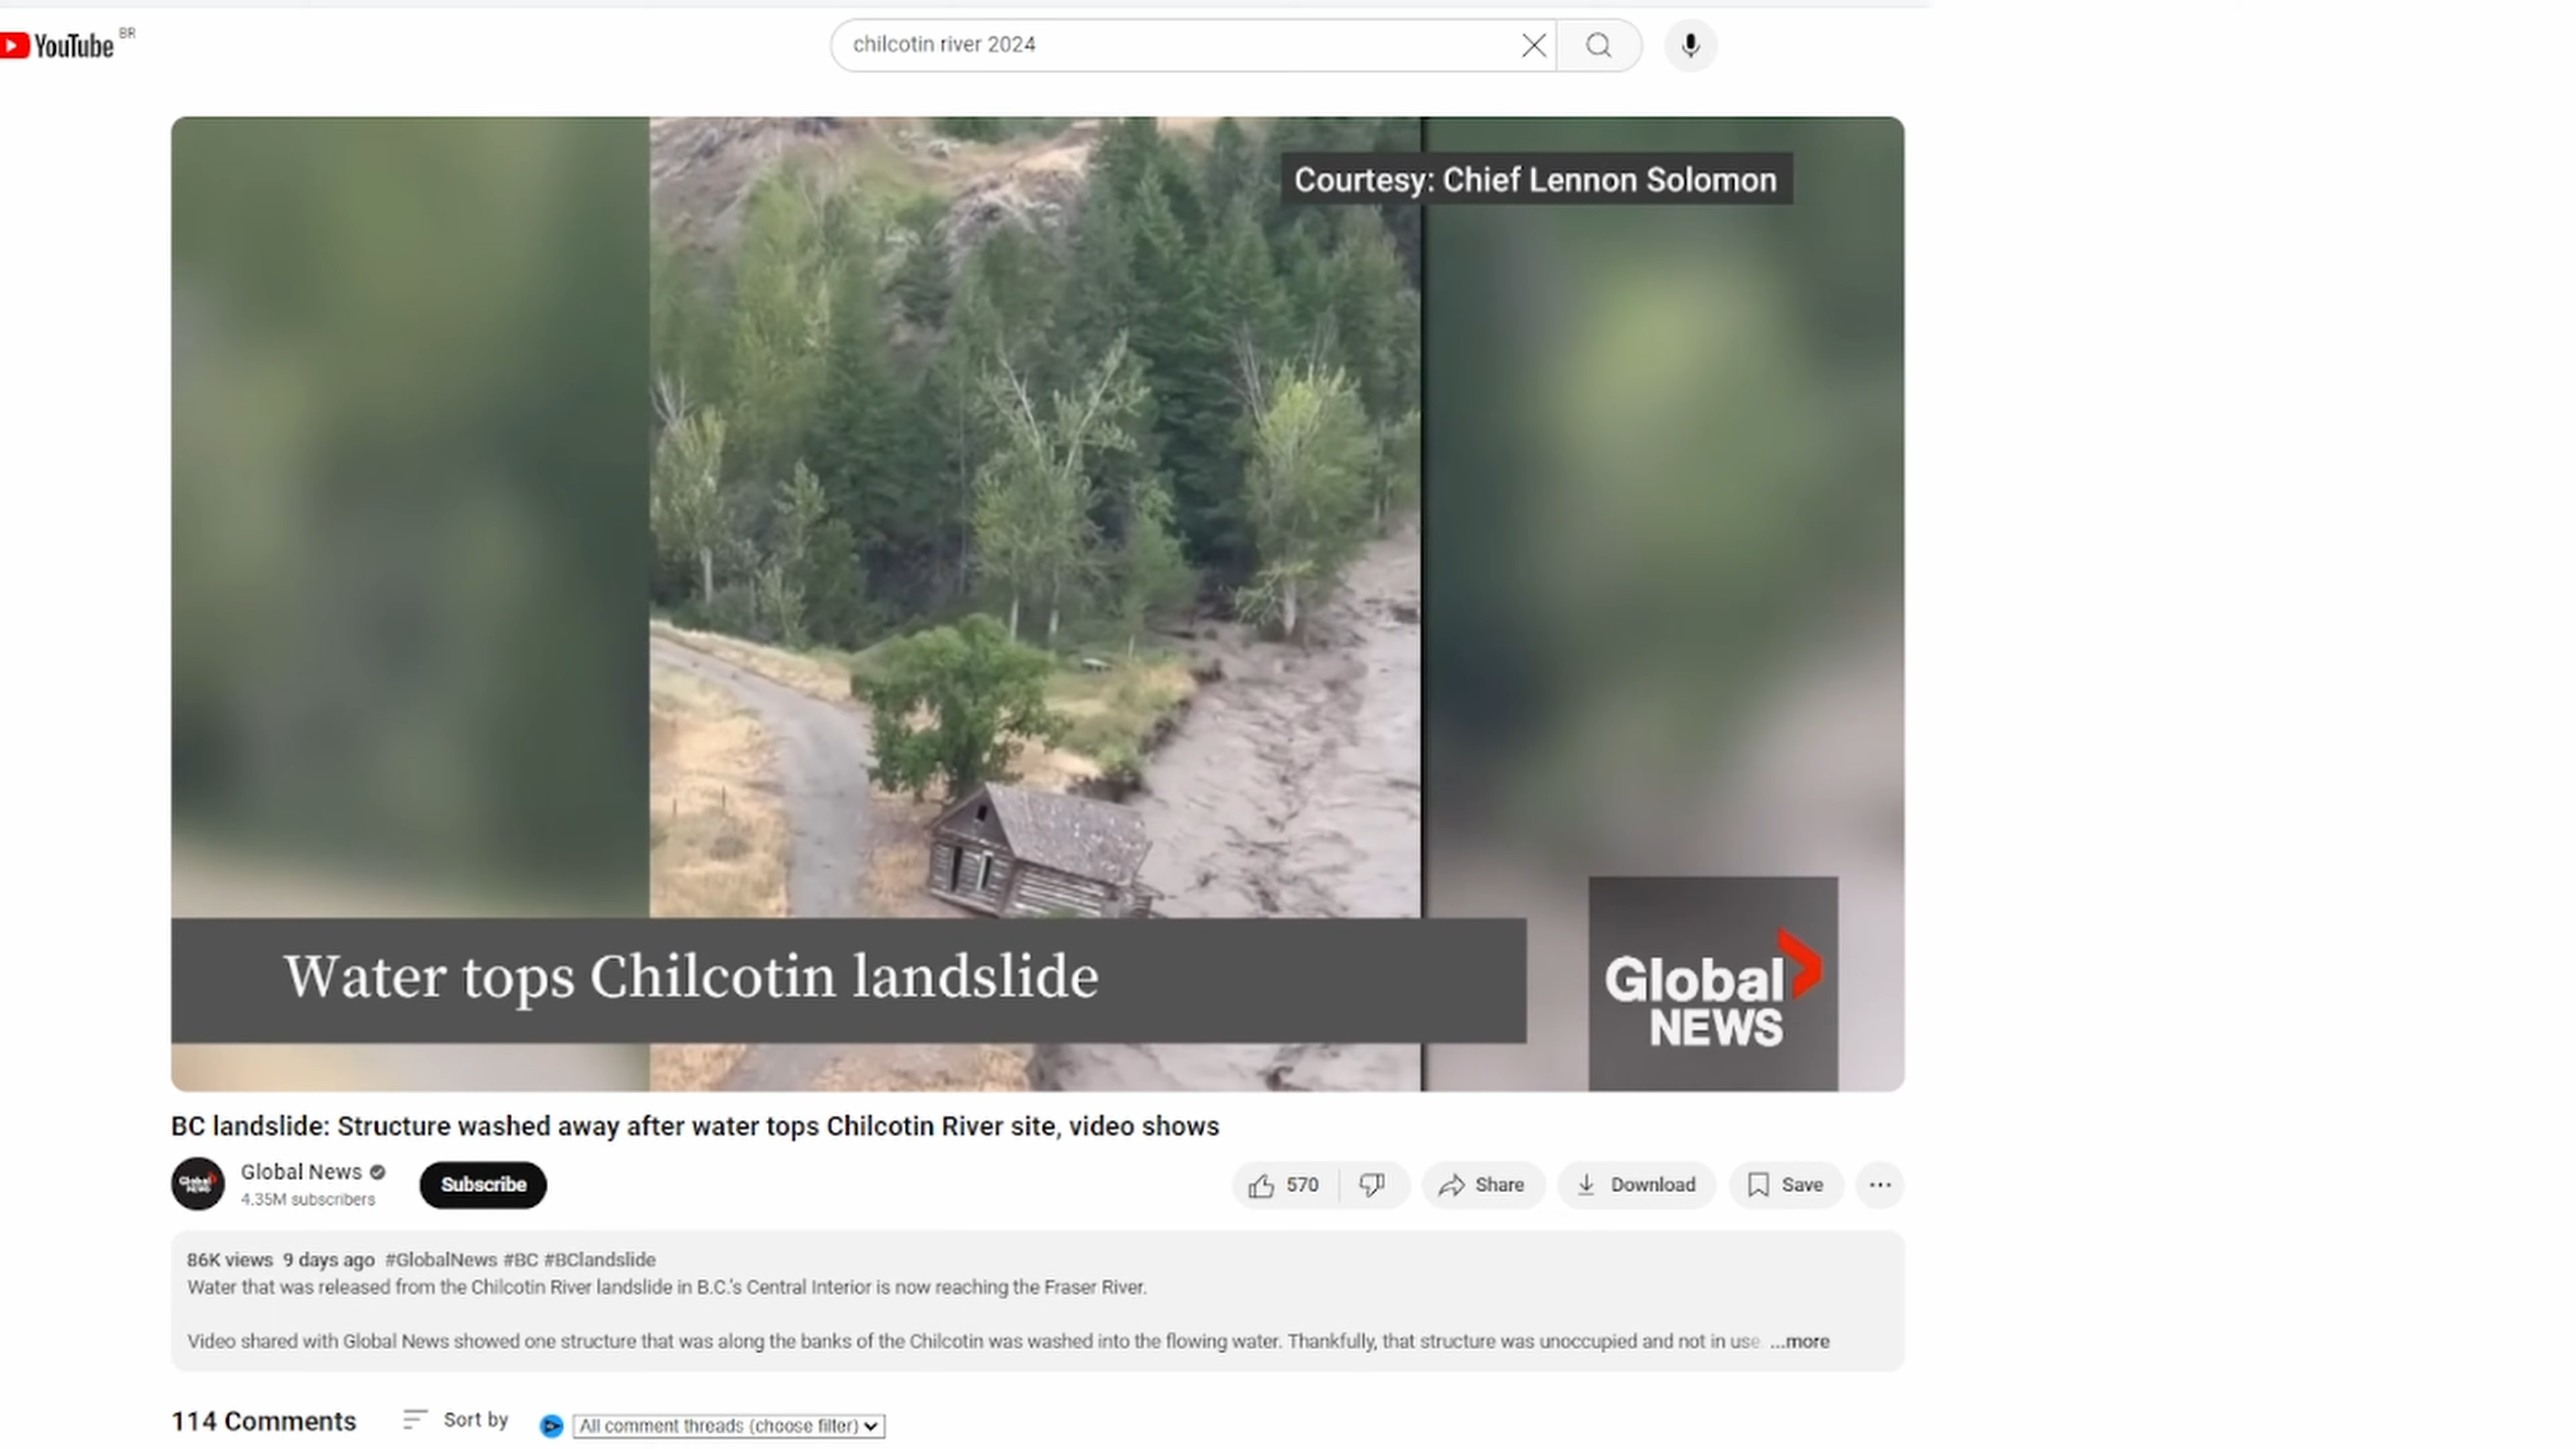 YouTube BR
chilcotin river 2024
Courtesy: Chief Lennon Solomon
Water tops Chilcotin landslide
Global
NEWS
BC landslide: Structure washed away after water tops Chilcotin River site, video shows
Global NEWS
Global News
4.35M subscribers
Subscribe
570
Share
Download
Save
86K views 9 days ago #GlobalNews #BC #BClandslide
Water that was released from the Chilcotin River landslide in B.C.'s Central Interior is now reaching the Fraser River.
Video shared with Global News showed one structure that was along the banks of the Chilcotin was washed into the flowing water. Thankfully, that structure was unoccupied and not in use. ...more
114 Comments
Sort by
All comment threads (choose filter)